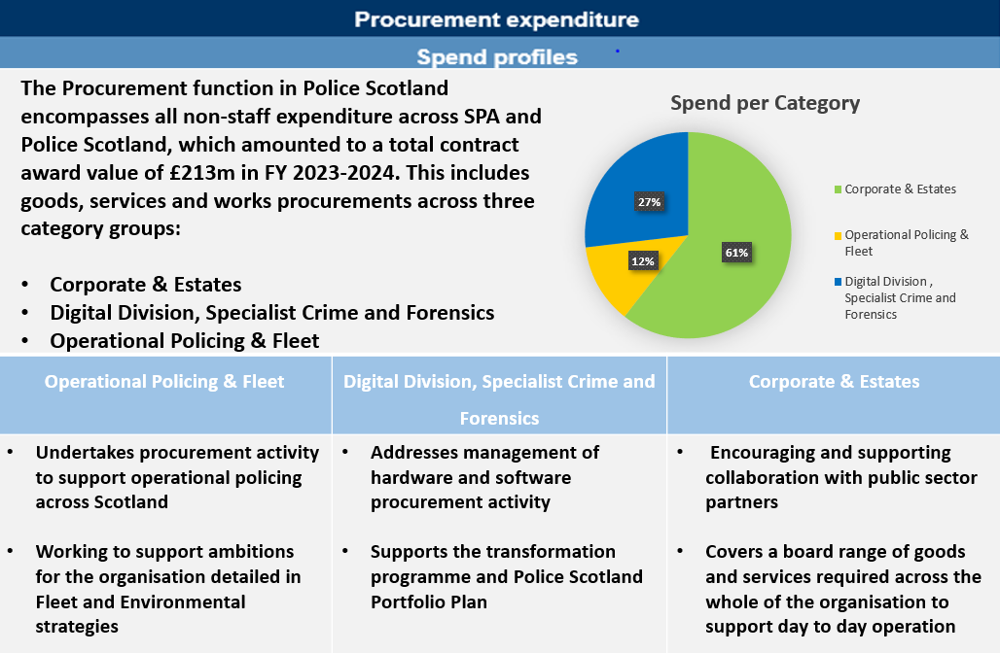 Procurement expenditure
Spend profiles
The Procurement function in Police Scotland
encompasses all non-staff expenditure across SPA and
Police Scotland, which amounted to a total contract
award value of £213m in FY 2023-2024. This includes
goods, services and works procurements across three
category groups:
• Corporate & Estates
• Digital Division, Specialist Crime and Forensics
• Operational Policing & Fleet
Spend per Category
27%
12%
61%
Corporate & Estates
Operational Policing &
Fleet
Digital Division ,
Specialist Crime and
Forensics
Operational Policing & Fleet
• Undertakes procurement activity
to support operational policing
across Scotland
• Working to support ambitions
for the organisation detailed in
Fleet and Environmental
strategies
Digital Division, Specialist Crime and
Forensics
• Addresses management of
hardware and software
procurement activity
• Supports the transformation
programme and Police Scotland
Portfolio Plan
Corporate & Estates
• Encouraging and supporting
collaboration with public sector
partners
• Covers a board range of goods
and services required across the
whole of the organisation to
support day to day operation